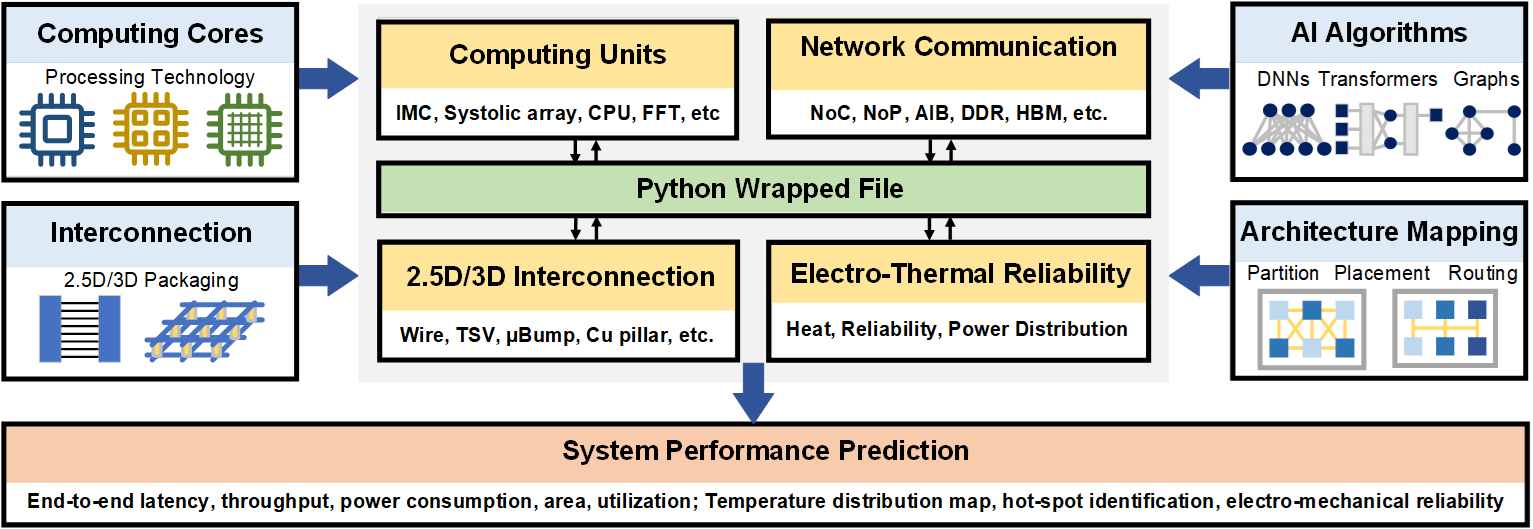 Computing Cores
Processing Technology
Interconnection
2.5D/3D Packaging
Computing Units
IMC, Systolic array, CPU, FFT, etc
Network Communication
NoC, NoP, AIB, DDR, HBM, etc.
Python Wrapped File
2.5D/3D Interconnection
Wire, TSV, µBump, Cu pillar, etc.
Electro-Thermal Reliability
Heat, Reliability, Power Distribution
AI Algorithms
DNNs Transformers Graphs
Architecture Mapping
Partition Placement Routing
System Performance Prediction
End-to-end latency, throughput, power consumption, area, utilization; Temperature distribution map, hot-spot identification, electro-mechanical reliability